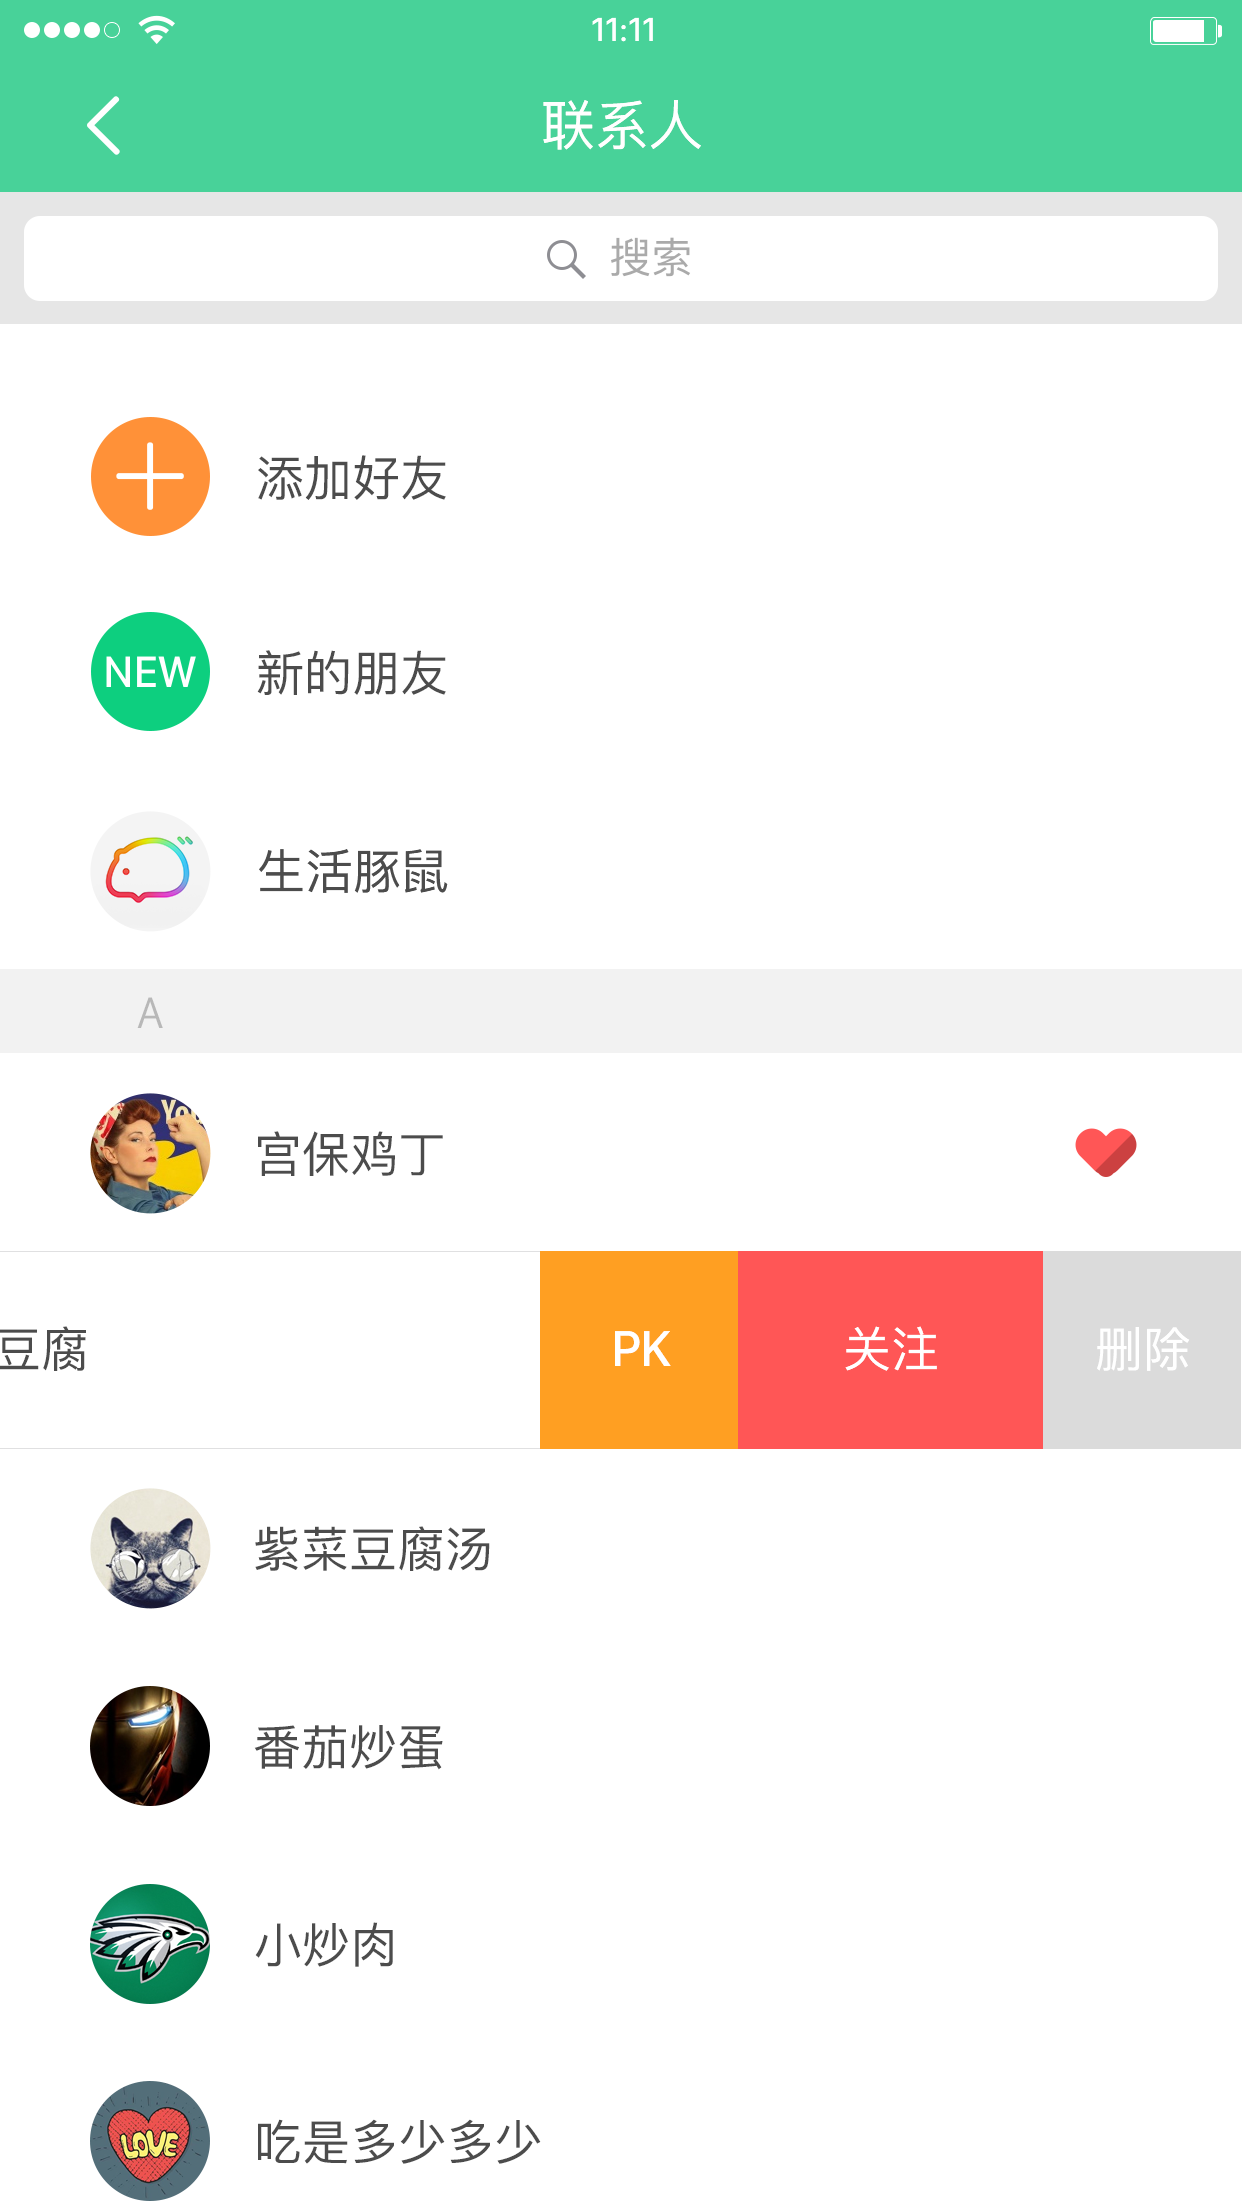 11:11
联系人
搜索
添加好友
NEW
新的朋友
生活豚鼠
A
宫保鸡丁
豆腐
PK
关注
删除
紫菜豆腐汤
番茄炒蛋
小炒肉
LOVE
吃是多少多少